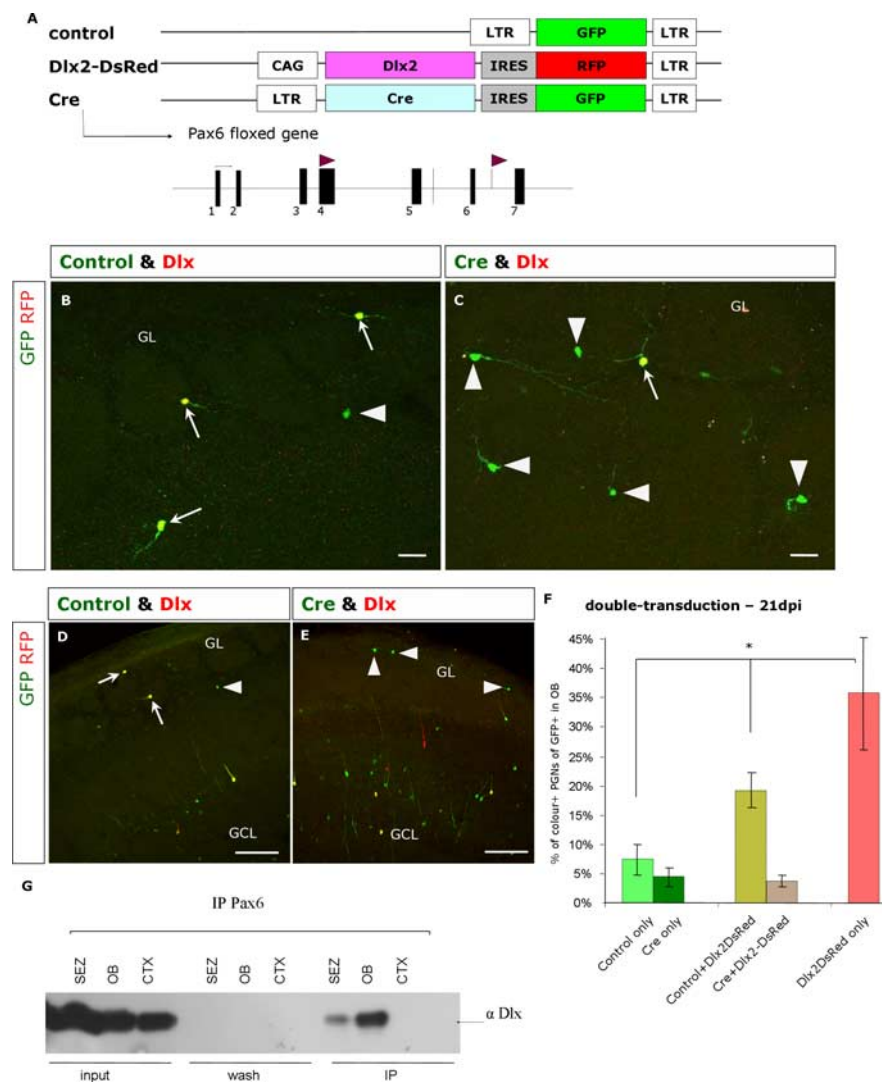 A
control
LTR GFP LTR
Dlx2-DsRed
CAG Dlx2 IRES RFP LTR
Cre
LTR Cre IRES GFP LTR
Pax6 floxed gene
1 2 3 4 5 6 7
Control & Dlx
Cre & Dlx
GFP RFP
B
GL
C
GL
Control & Dlx
Cre & Dlx
GFP RFP
D
GL
GCL
E
GL
GCL
F
double-transduction – 21dpi
% of colour+ PGNs of GFP+ in OB
45%
40%
35%
30%
25%
20%
15%
10%
5%
0%
*
Control only
Cre only
Control+Dlx2DsRed
Cre+Dlx2-DsRed
Dlx2DsRed only
G
IP Pax6
SEZ OB CTX SEZ OB CTX SEZ OB CTX
α Dlx
input wash IP